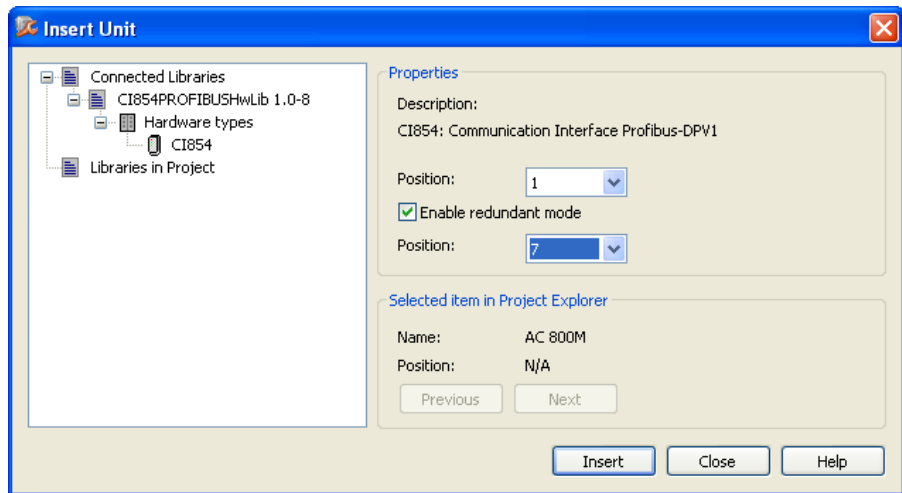 Insert Unit
Connected Libraries
CI854PROFIBUSHwLib 1.0-8
Hardware types
CI854
Libraries in Project
Properties
Description:
CI854: Communication Interface Profibus-DPV1
Position: 1
Enable redundant mode
Position: 7
Selected item in Project Explorer
Name: AC 800M
Position: N/A
Previous Next
Insert Close Help